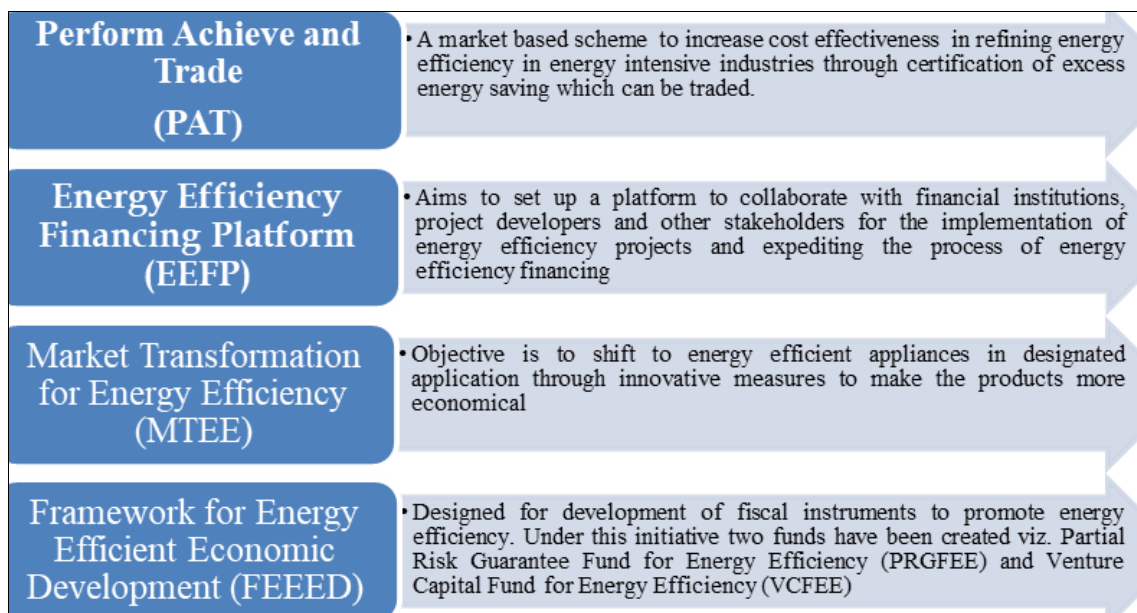 Perform Achieve and
Trade
(PAT)
• A market based scheme to increase cost effectiveness in refining energy
efficiency in energy intensive industries through certification of excess
energy saving which can be traded.
Energy Efficiency
Financing Platform
(EEFP)
• Aims to set up a platform to collaborate with financial institutions,
project developers and other stakeholders for the implementation of
energy efficiency projects and expediting the process of energy
efficiency financing
Market Transformation
for Energy Efficiency
(MTEE)
• Objective is to shift to energy efficient appliances in designated
application through innovative measures to make the products more
economical
Framework for Energy
Efficient Economic
Development (FEEED)
• Designed for development of fiscal instruments to promote energy
efficiency. Under this initiative two funds have been created viz. Partial
Risk Guarantee Fund for Energy Efficiency (PRGFEE) and Venture
Capital Fund for Energy Efficiency (VCFEE)